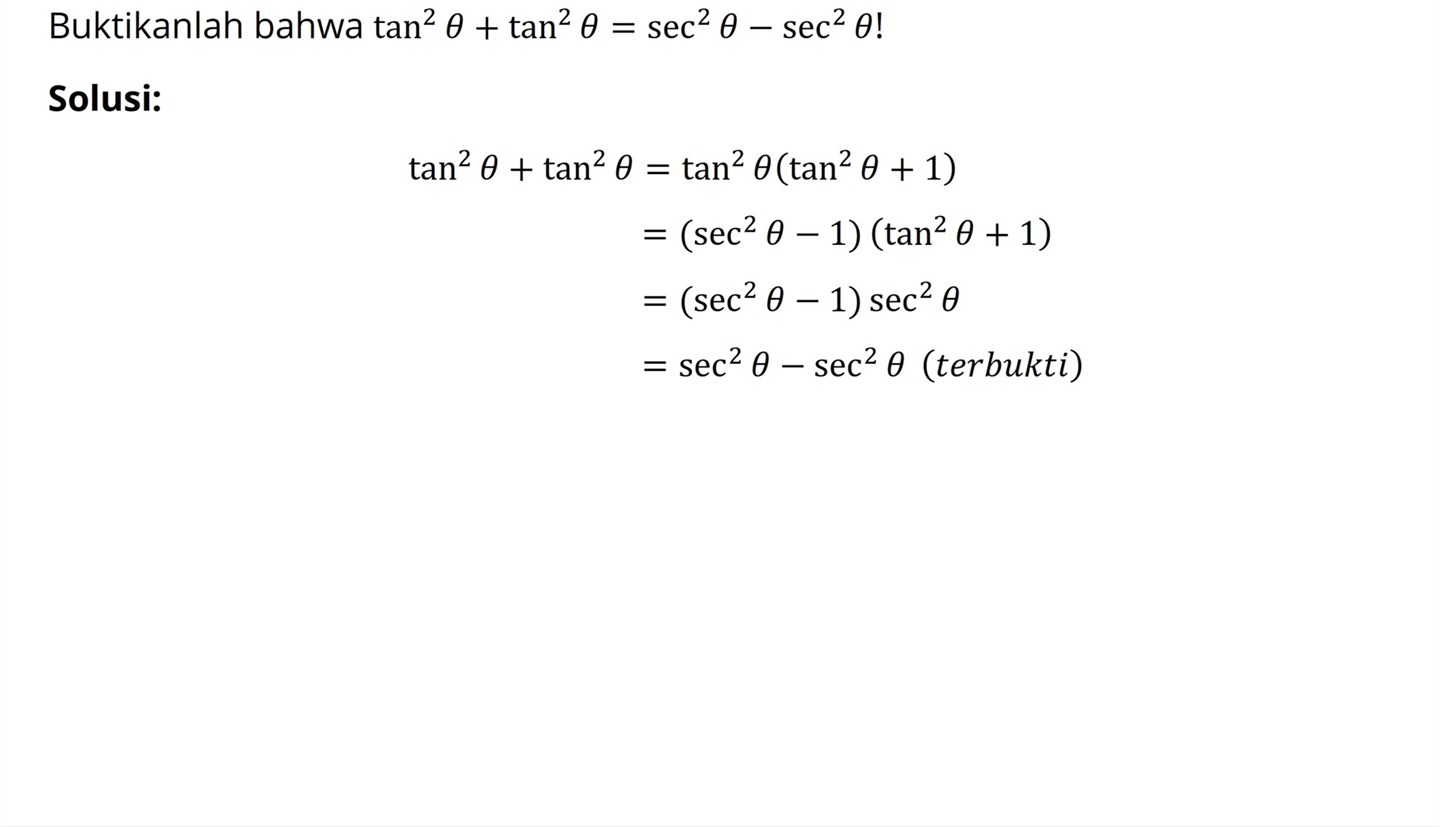 Buktikanlah bahwa tan² θ + tan² θ = sec² θ − sec² θ!
Solusi:
tan² θ + tan² θ = tan² θ(tan² θ + 1)
= (sec² θ − 1) (tan² θ + 1)
= (sec² θ − 1) sec² θ
= sec² θ − sec² θ (terbukti)